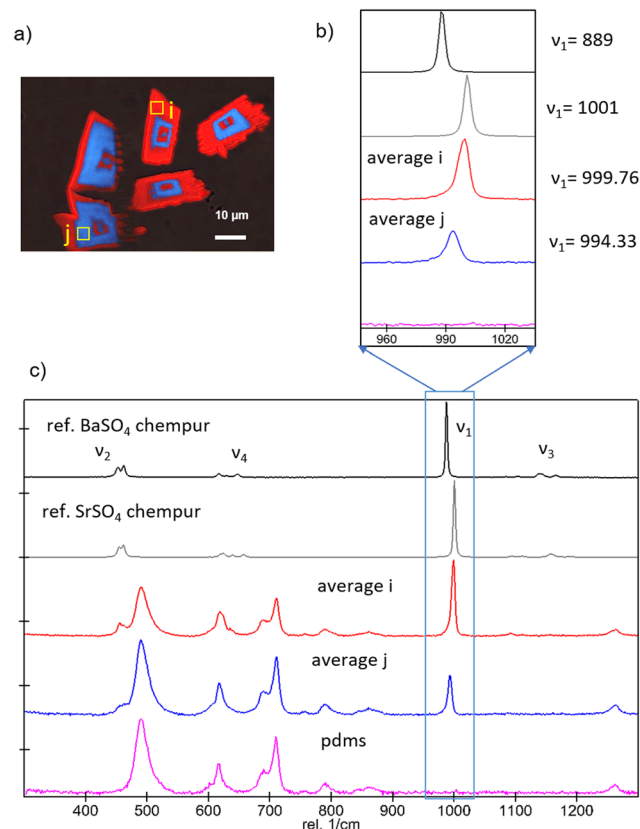 a)
i
j
10 µm
b)
ν₁= 889
ν₁= 1001
average i
ν₁= 999.76
average j
ν₁= 994.33
960 990 1020
c)
ref. BaSO₄ chempur
ν₂ ν₄ ν₁ ν₃
ref. SrSO₄ chempur
average i
average j
pdms
400 500 600 700 800 900 1000 1100 1200
rel. 1/cm